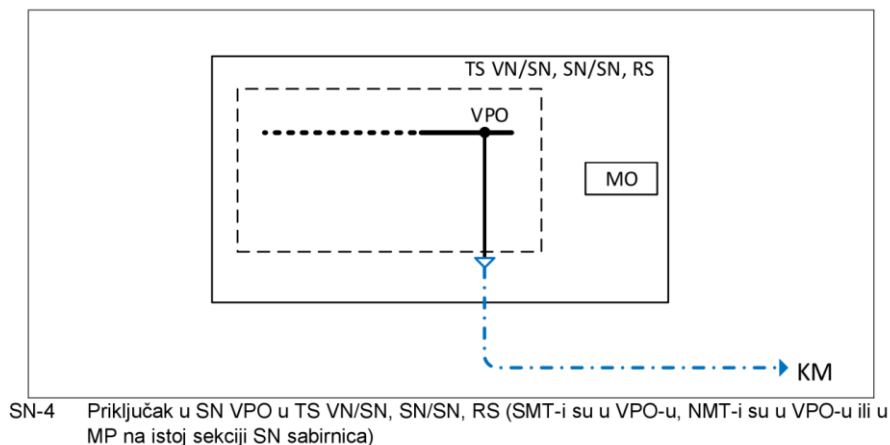 TS VN/SN, SN/SN, RS
VPO
MO
KM
SN-4 Priključak u SN VPO u TS VN/SN, SN/SN, RS (SMT-i su u VPO-u, NMT-i su u VPO-u ili u
MP na istoj sekciji SN sabirnica)